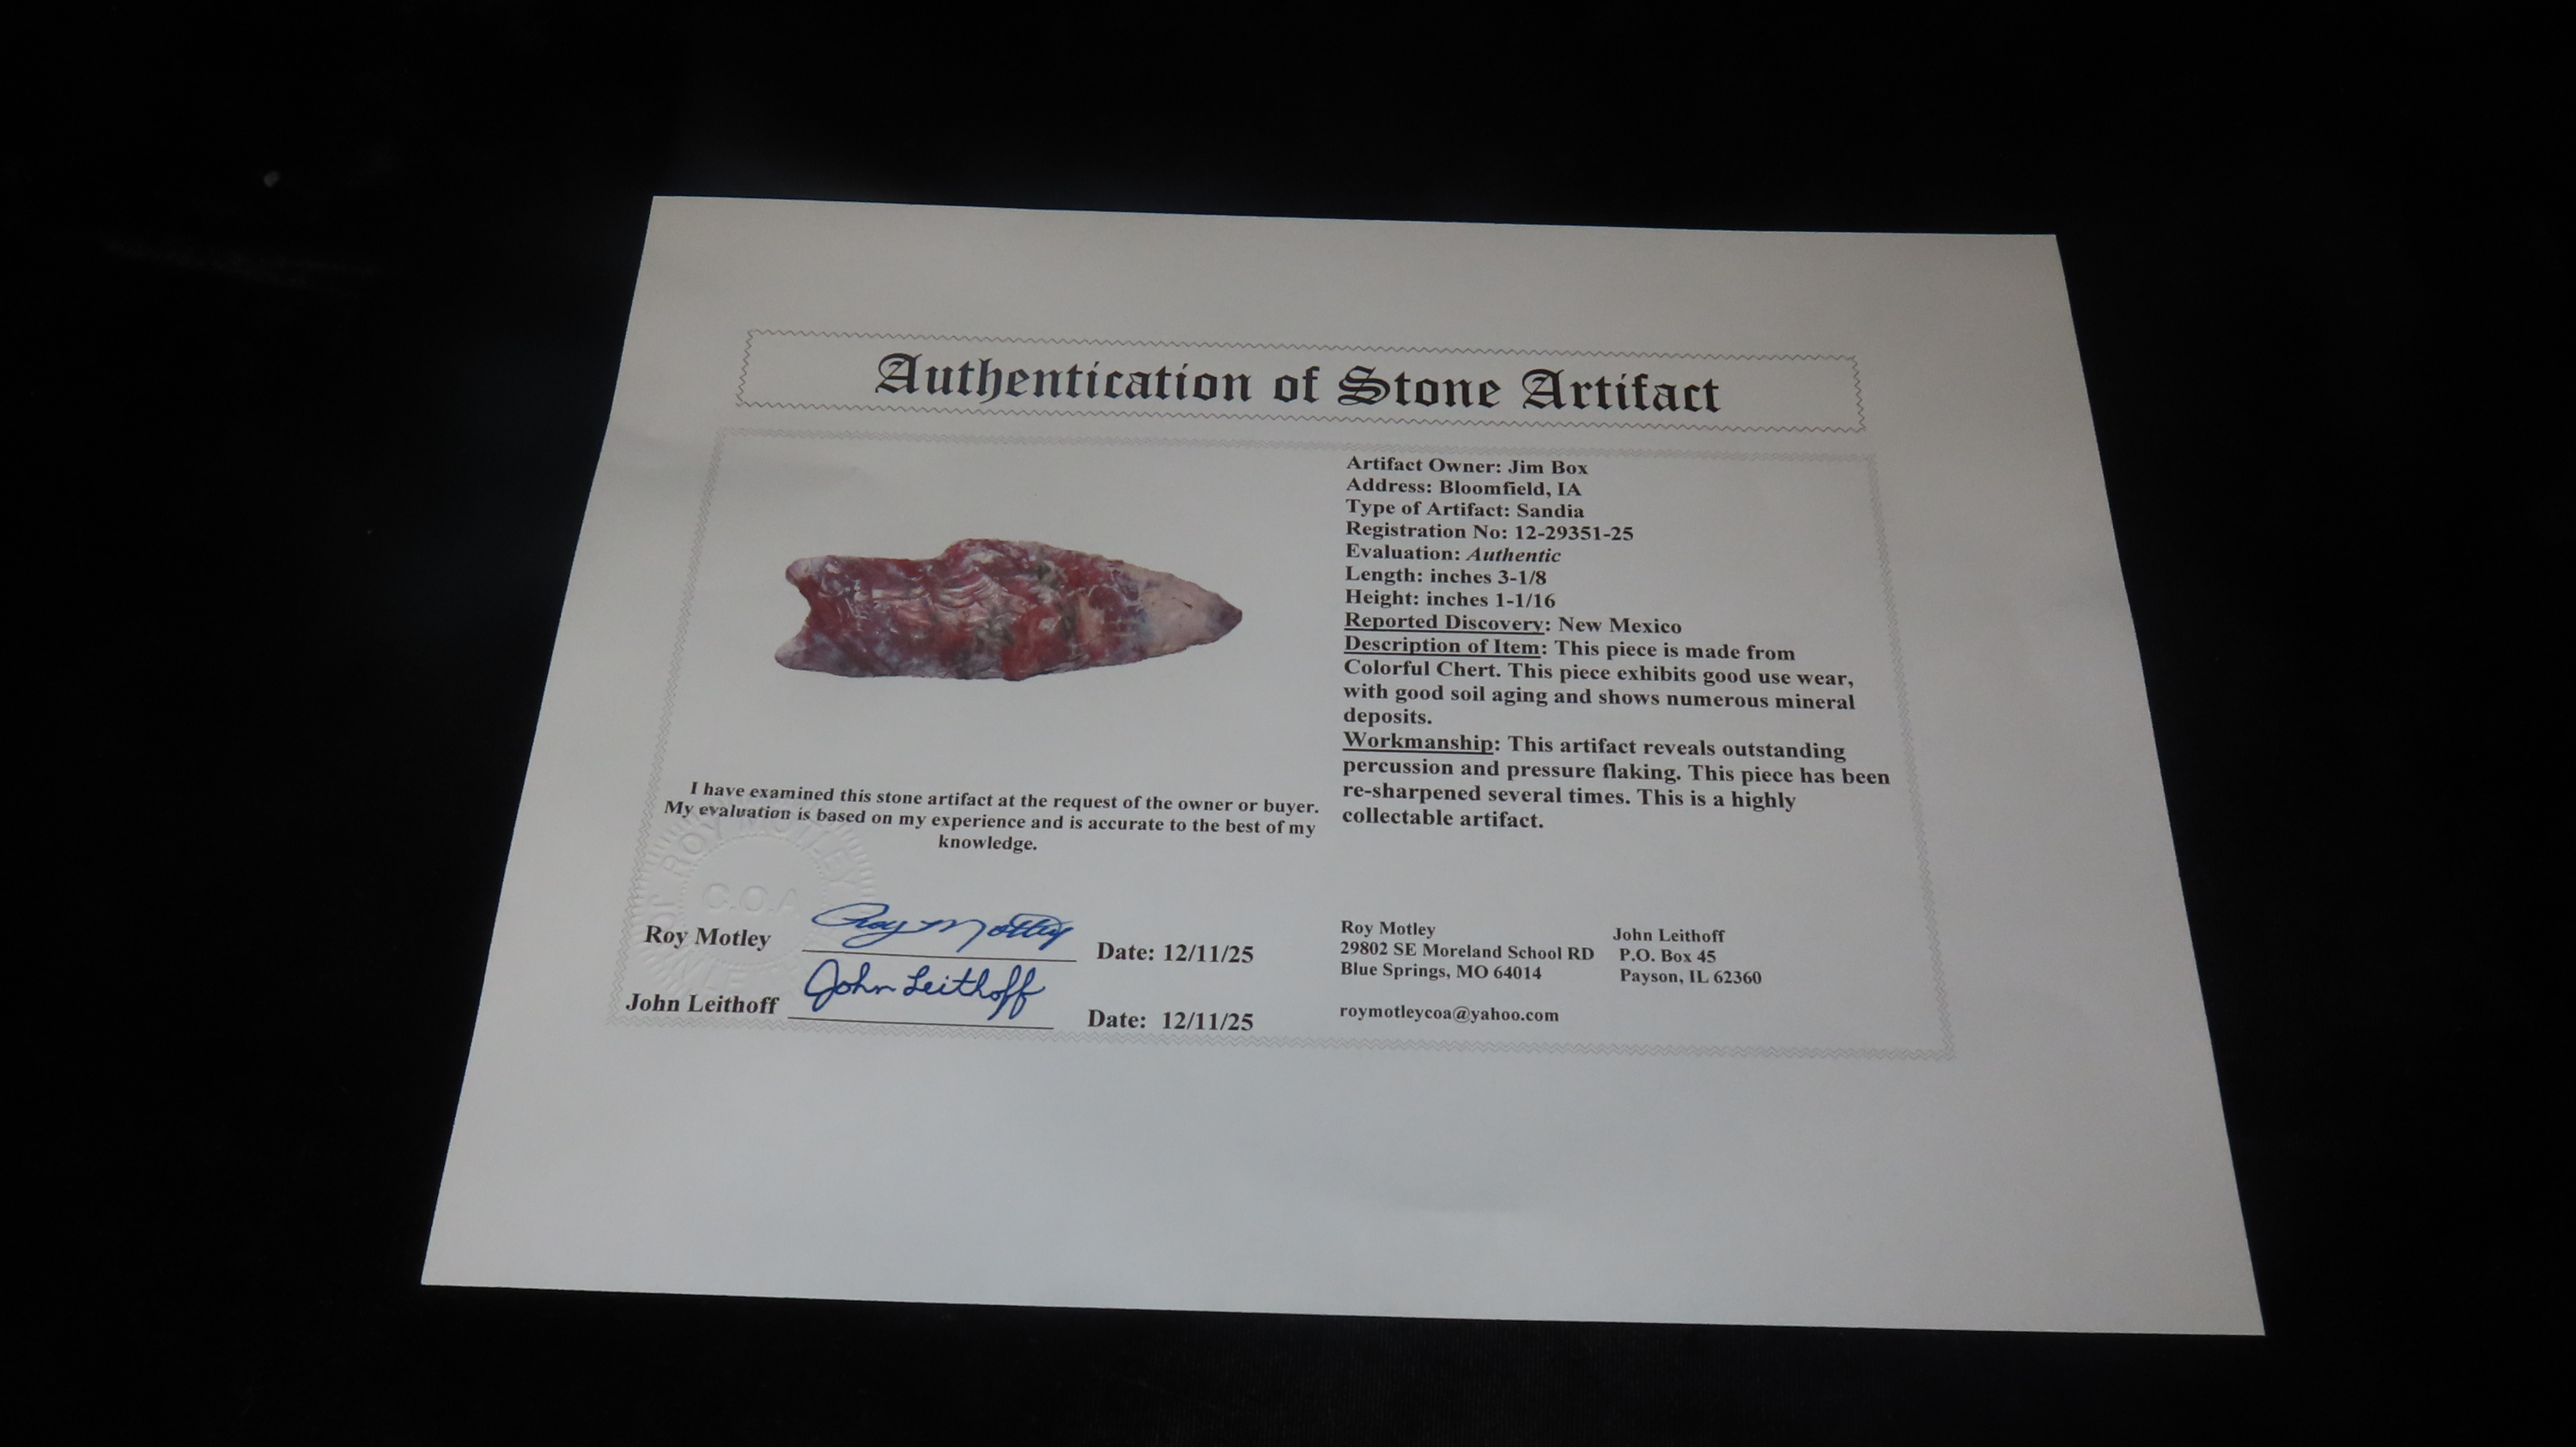 Authentication of Stone Artifact
Artifact Owner: Jim Box
Address: Bloomfield, IA
Type of Artifact: Sandia
Registration No: 12-29351-25
Evaluation: Authentic
Length: inches 3-1/8
Height: inches 1-1/16
Reported Discovery: New Mexico
Description of Item: This piece is made from
Colorful Chert. This piece exhibits good use wear,
with good soil aging and shows numerous mineral
deposits.
Workmanship: This artifact reveals outstanding
percussion and pressure flaking. This piece has been
re-sharpened several times. This is a highly
collectable artifact.
I have examined this stone artifact at the request of the owner or buyer.
My evaluation is based on my experience and is accurate to the best of my
knowledge.
ROY MOTLEY
C.O.A
Roy Motley Roy Motley Date: 12/11/25
John Leithoff John Leithoff Date: 12/11/25
Roy Motley
29802 SE Moreland School RD
Blue Springs, MO 64014
roymotleycoa@yahoo.com
John Leithoff
P.O. Box 45
Payson, IL 62360